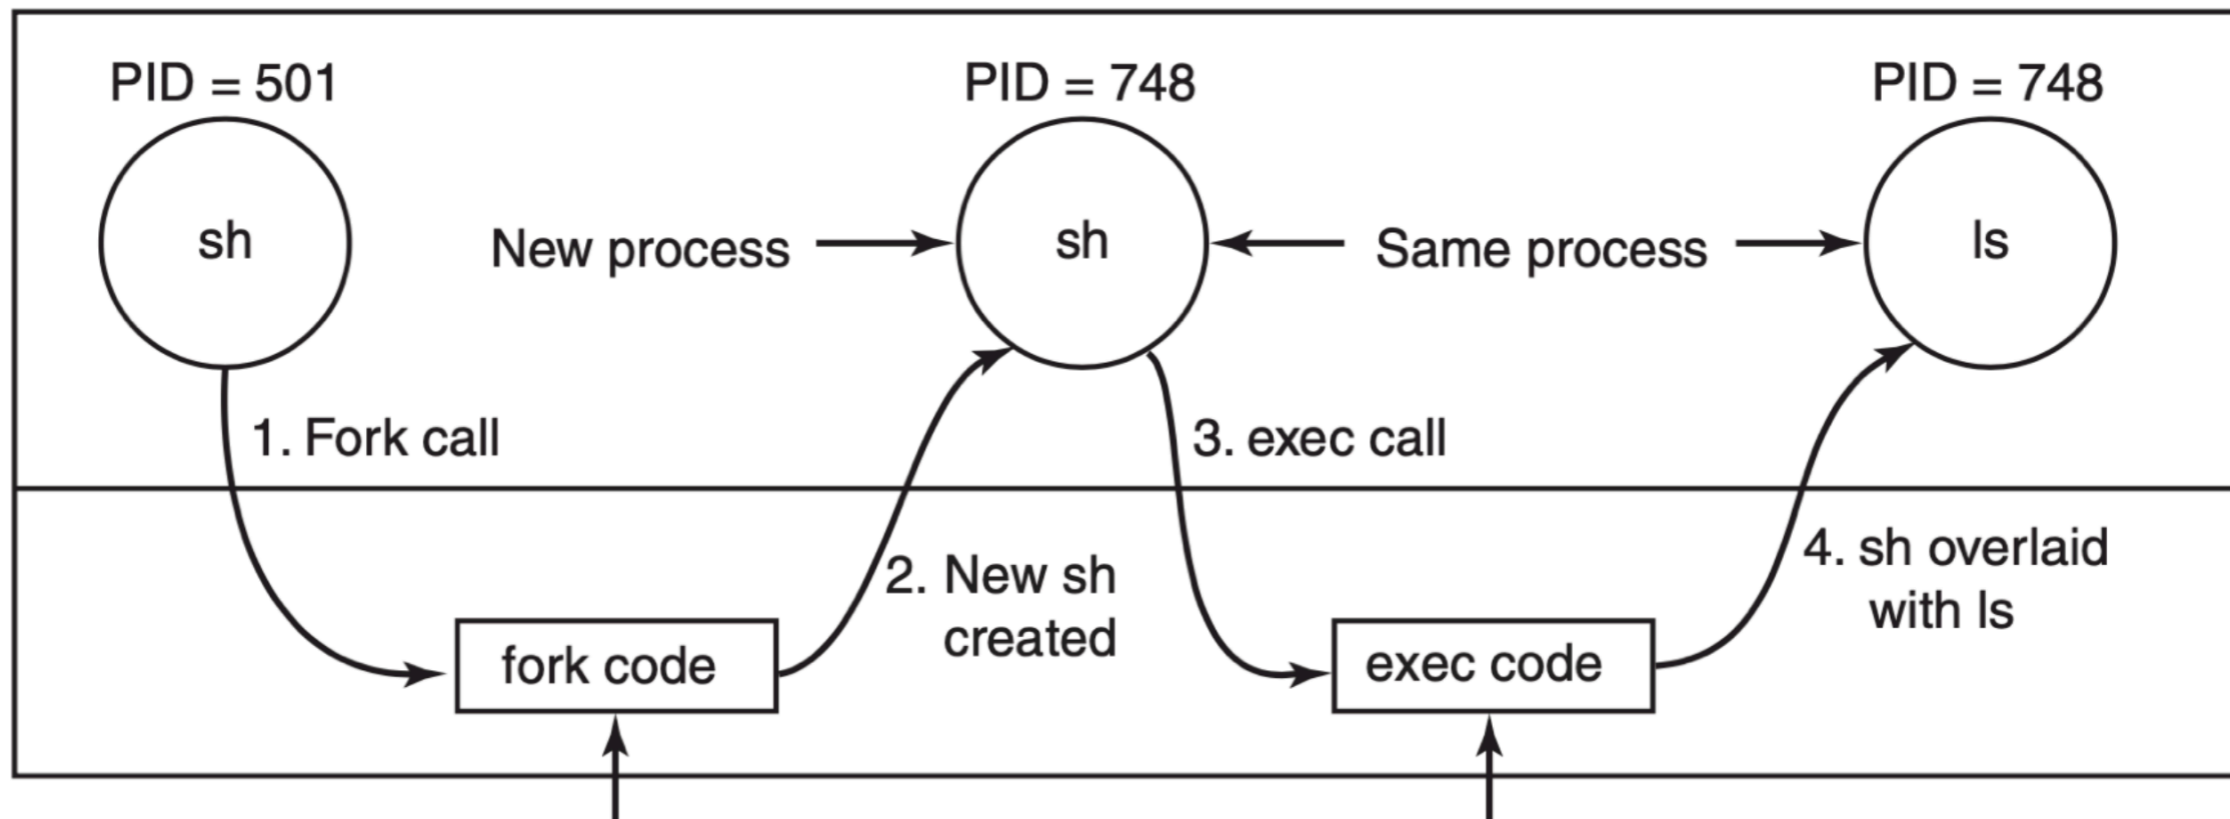 PID = 501
PID = 748
PID = 748
sh
New process
sh
Same process
ls
1. Fork call
3. exec call
2. New sh
created
4. sh overlaid
with ls
fork code
exec code